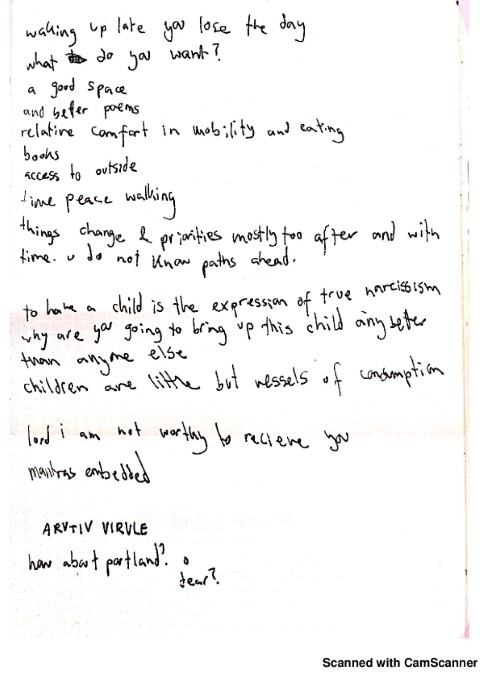 waking up late you lose the day
what do you want?
a good space
and better poems
relative comfort in mobility and eating
books
access to outside
time peace walking
things change & priorities mostly too after and with
time. u do not know paths ahead.
to have a child is the expression of true narcissism
why are you going to bring up this child any beter
than anyone else
children are little but vessels of consumption
lord i am not worthy to recieve you
mantras embedded
ARVTIV VIRVLE
how about portland? o
dear?
Scanned with CamScanner